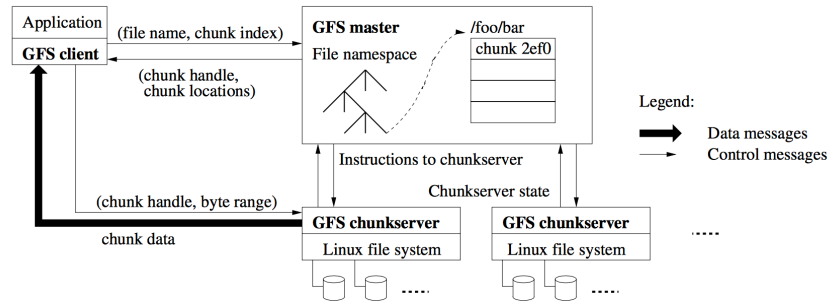 Application
GFS client
(file name, chunk index)
(chunk handle,
chunk locations)
GFS master
File namespace
/foo/bar
chunk 2ef0
Legend:
Data messages
Control messages
Instructions to chunkserver
Chunkserver state
(chunk handle, byte range)
chunk data
GFS chunkserver
Linux file system
GFS chunkserver
Linux file system